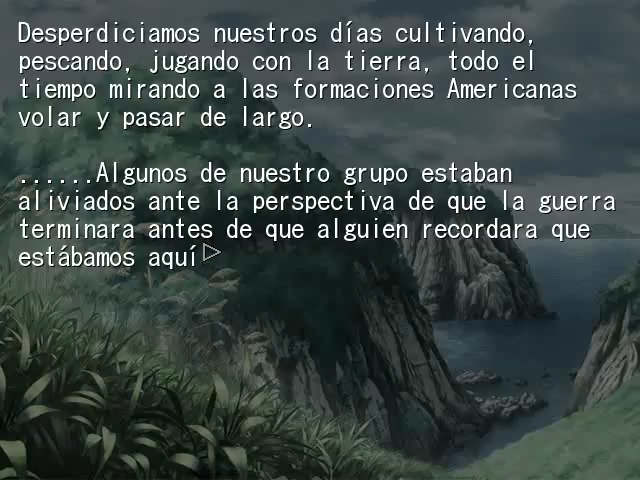 Desperdiciamos nuestros días cultivando,
pescando, jugando con la tierra, todo el
tiempo mirando a las formaciones Americanas
volar y pasar de largo.
......Algunos de nuestro grupo estaban
aliviados ante la perspectiva de que la guerra
terminara antes de que alguien recordara que
estábamos aquí